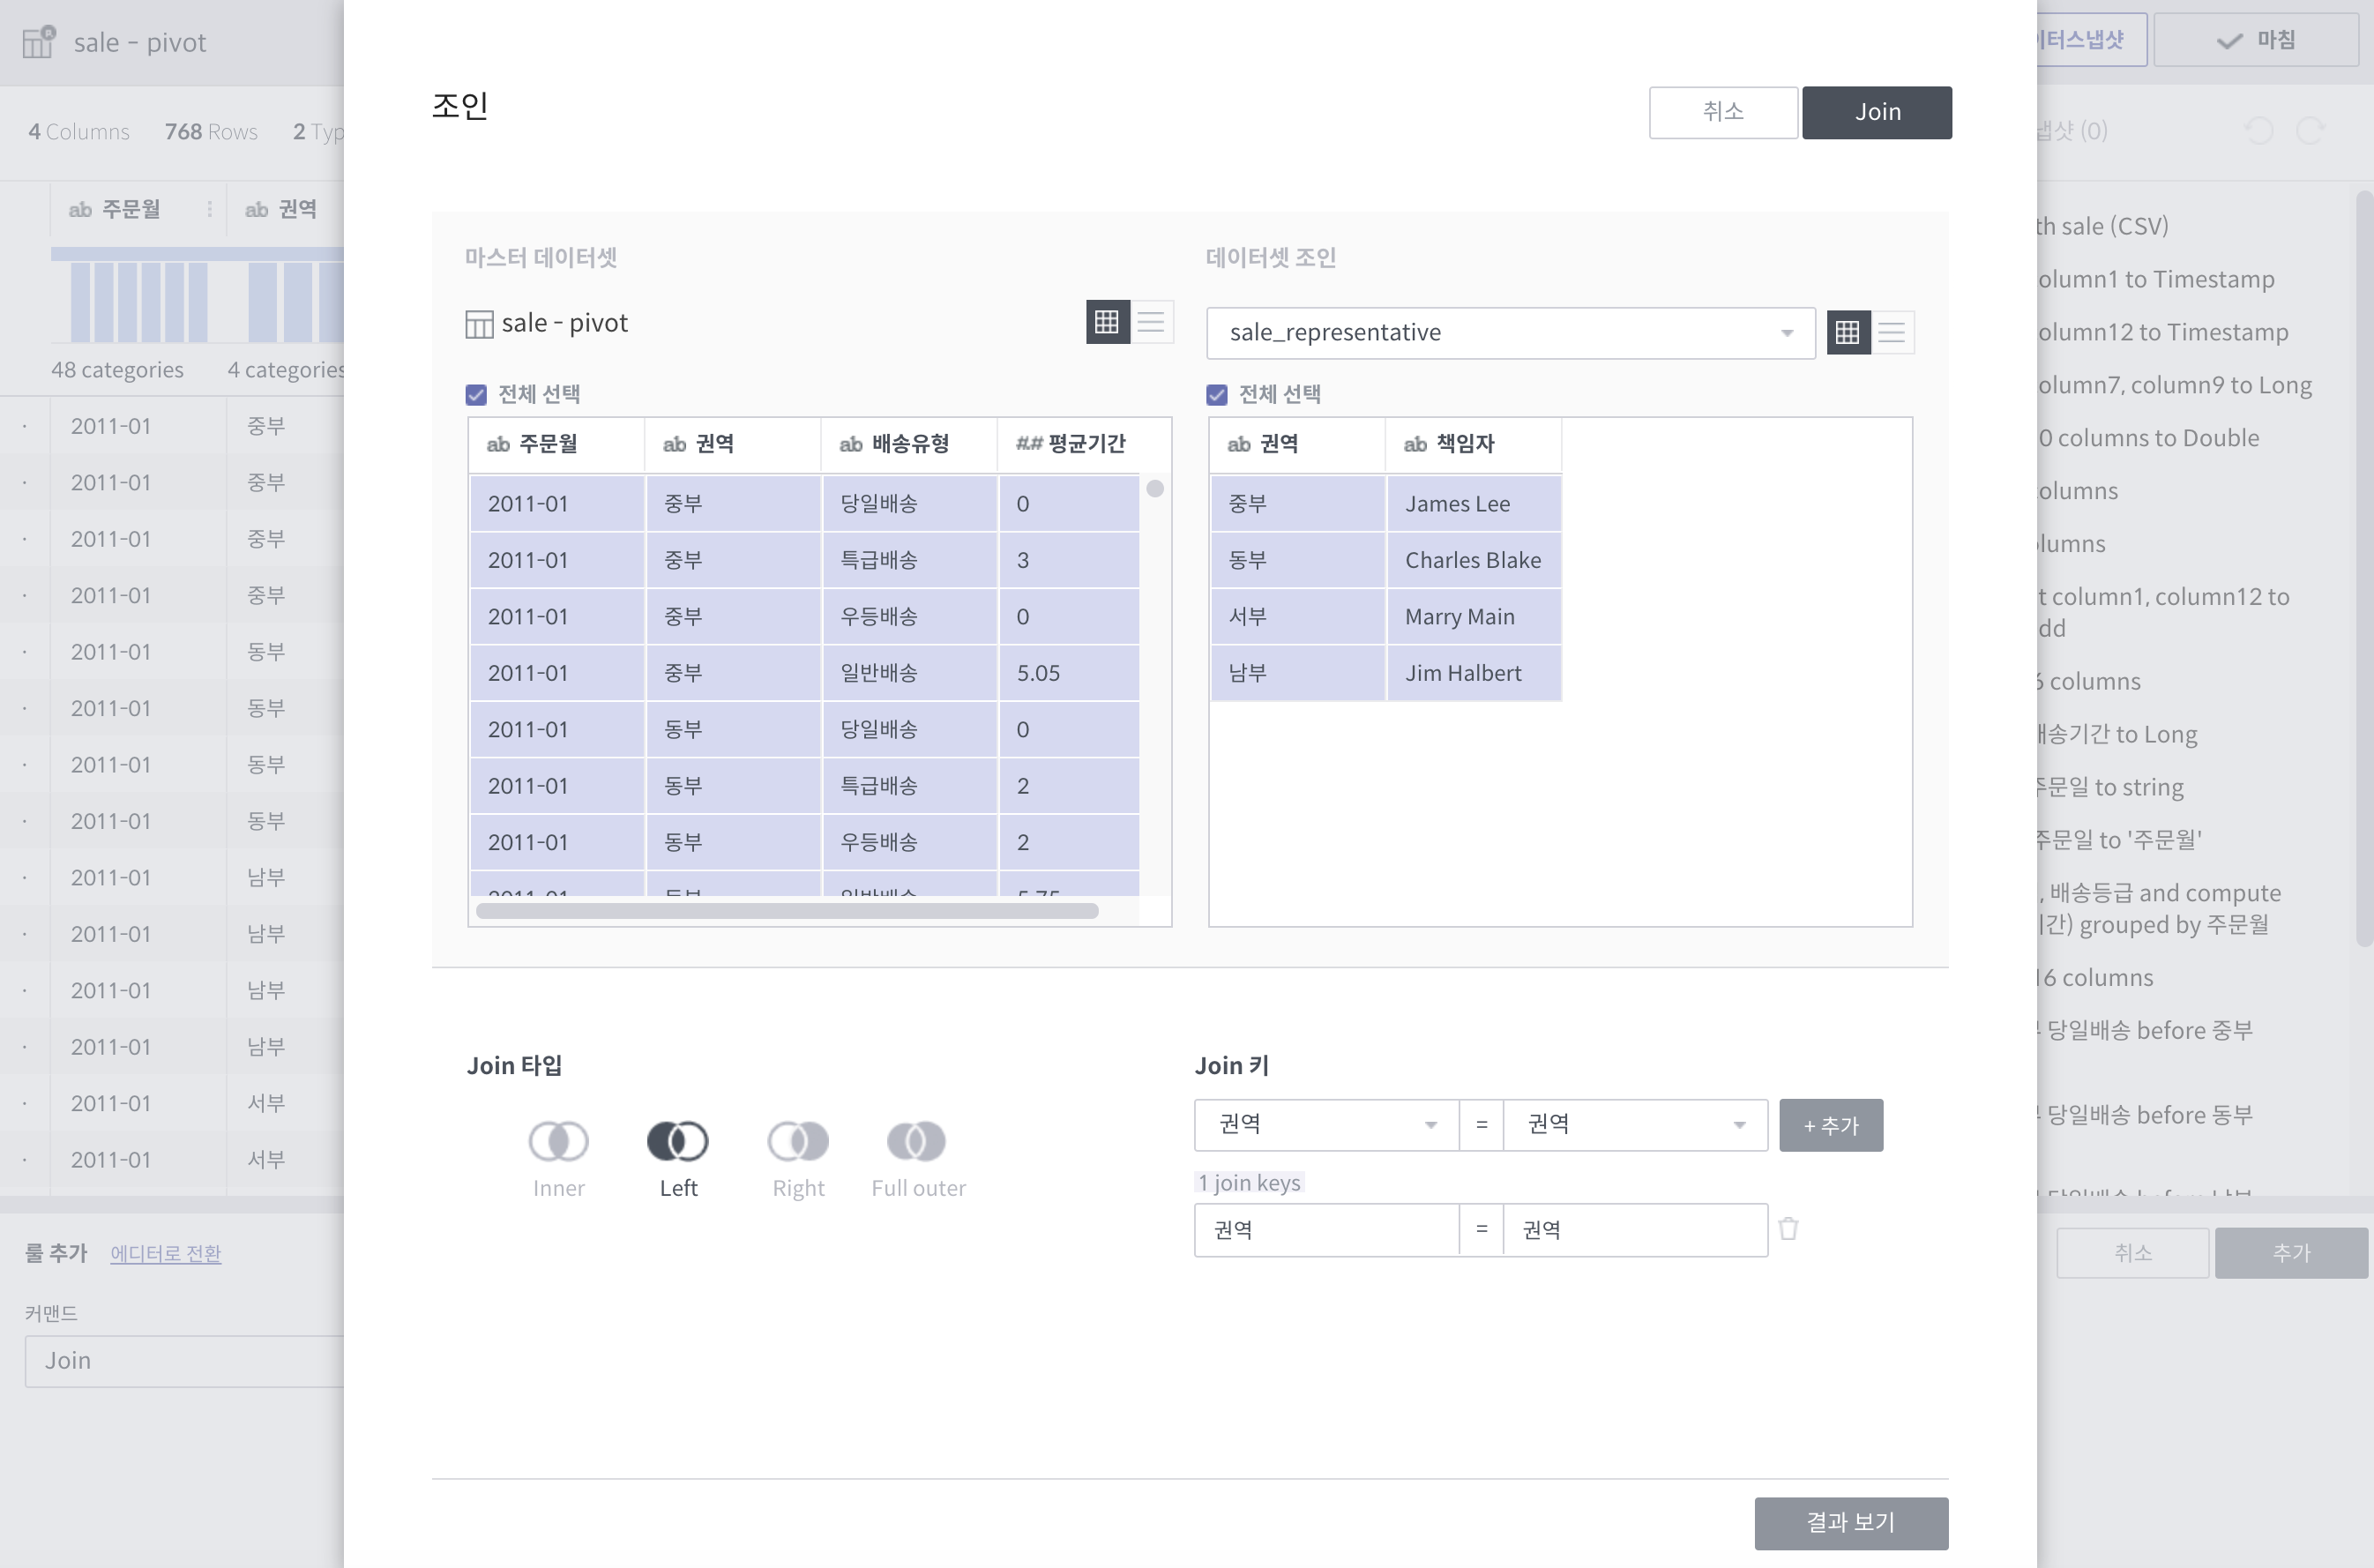 sale - pivot
이터스냅샷
마침
4 Columns 768 Rows 2 Typ
냅샷 (0)
ab 주문월
ab 권역
48 categories
4 categories
· 2011-01 중부
· 2011-01 중부
· 2011-01 중부
· 2011-01 중부
· 2011-01 동부
· 2011-01 동부
· 2011-01 동부
· 2011-01 동부
· 2011-01 남부
· 2011-01 남부
· 2011-01 남부
· 2011-01 남부
· 2011-01 서부
· 2011-01 서부
룰 추가 에디터로 전환
커맨드
Join
조인
취소
Join
마스터 데이터셋
sale - pivot
전체 선택
ab 주문월 ab 권역 ab 배송유형 ## 평균기간
2011-01 중부 당일배송 0
2011-01 중부 특급배송 3
2011-01 중부 우등배송 0
2011-01 중부 일반배송 5.05
2011-01 동부 당일배송 0
2011-01 동부 특급배송 2
2011-01 동부 우등배송 2
2011-01 동부 일반배송 5.75
데이터셋 조인
sale_representative
전체 선택
ab 권역 ab 책임자
중부 James Lee
동부 Charles Blake
서부 Marry Main
남부 Jim Halbert
Join 타입
Inner
Left
Right
Full outer
Join 키
권역 = 권역 + 추가
1 join keys
권역 = 권역
결과 보기
th sale (CSV)
olumn1 to Timestamp
olumn12 to Timestamp
olumn7, column9 to Long
0 columns to Double
olumns
lumns
t column1, column12 to
dd
6 columns
배송기간 to Long
주문일 to string
주문일 to '주문월'
, 배송등급 and compute
간) grouped by 주문월
16 columns
당일배송 before 중부
당일배송 before 동부
당일배송 before 남부
취소
추가